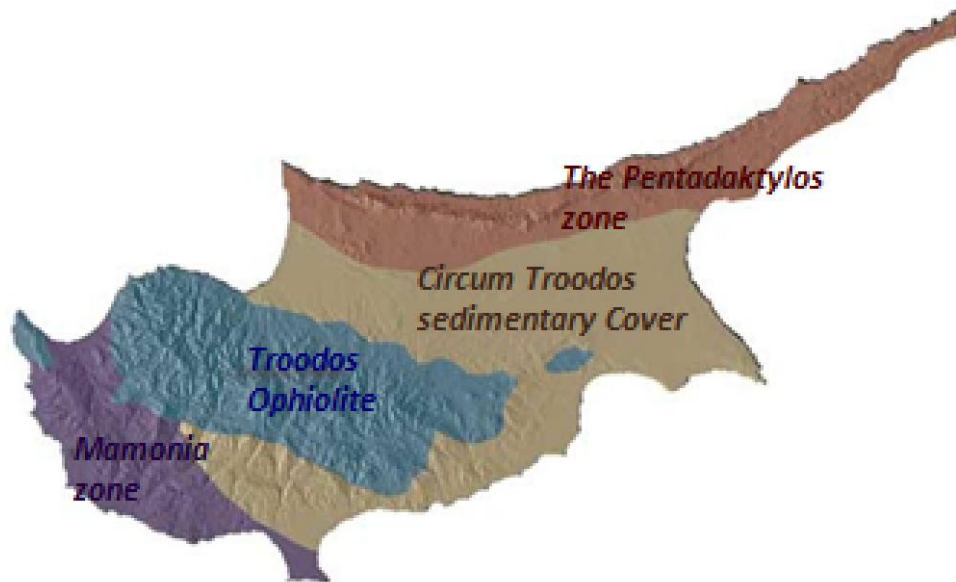 The Pentadaktylos
zone
Circum Troodos
sedimentary Cover
Troodos
Ophiolite
Mamonia
zone